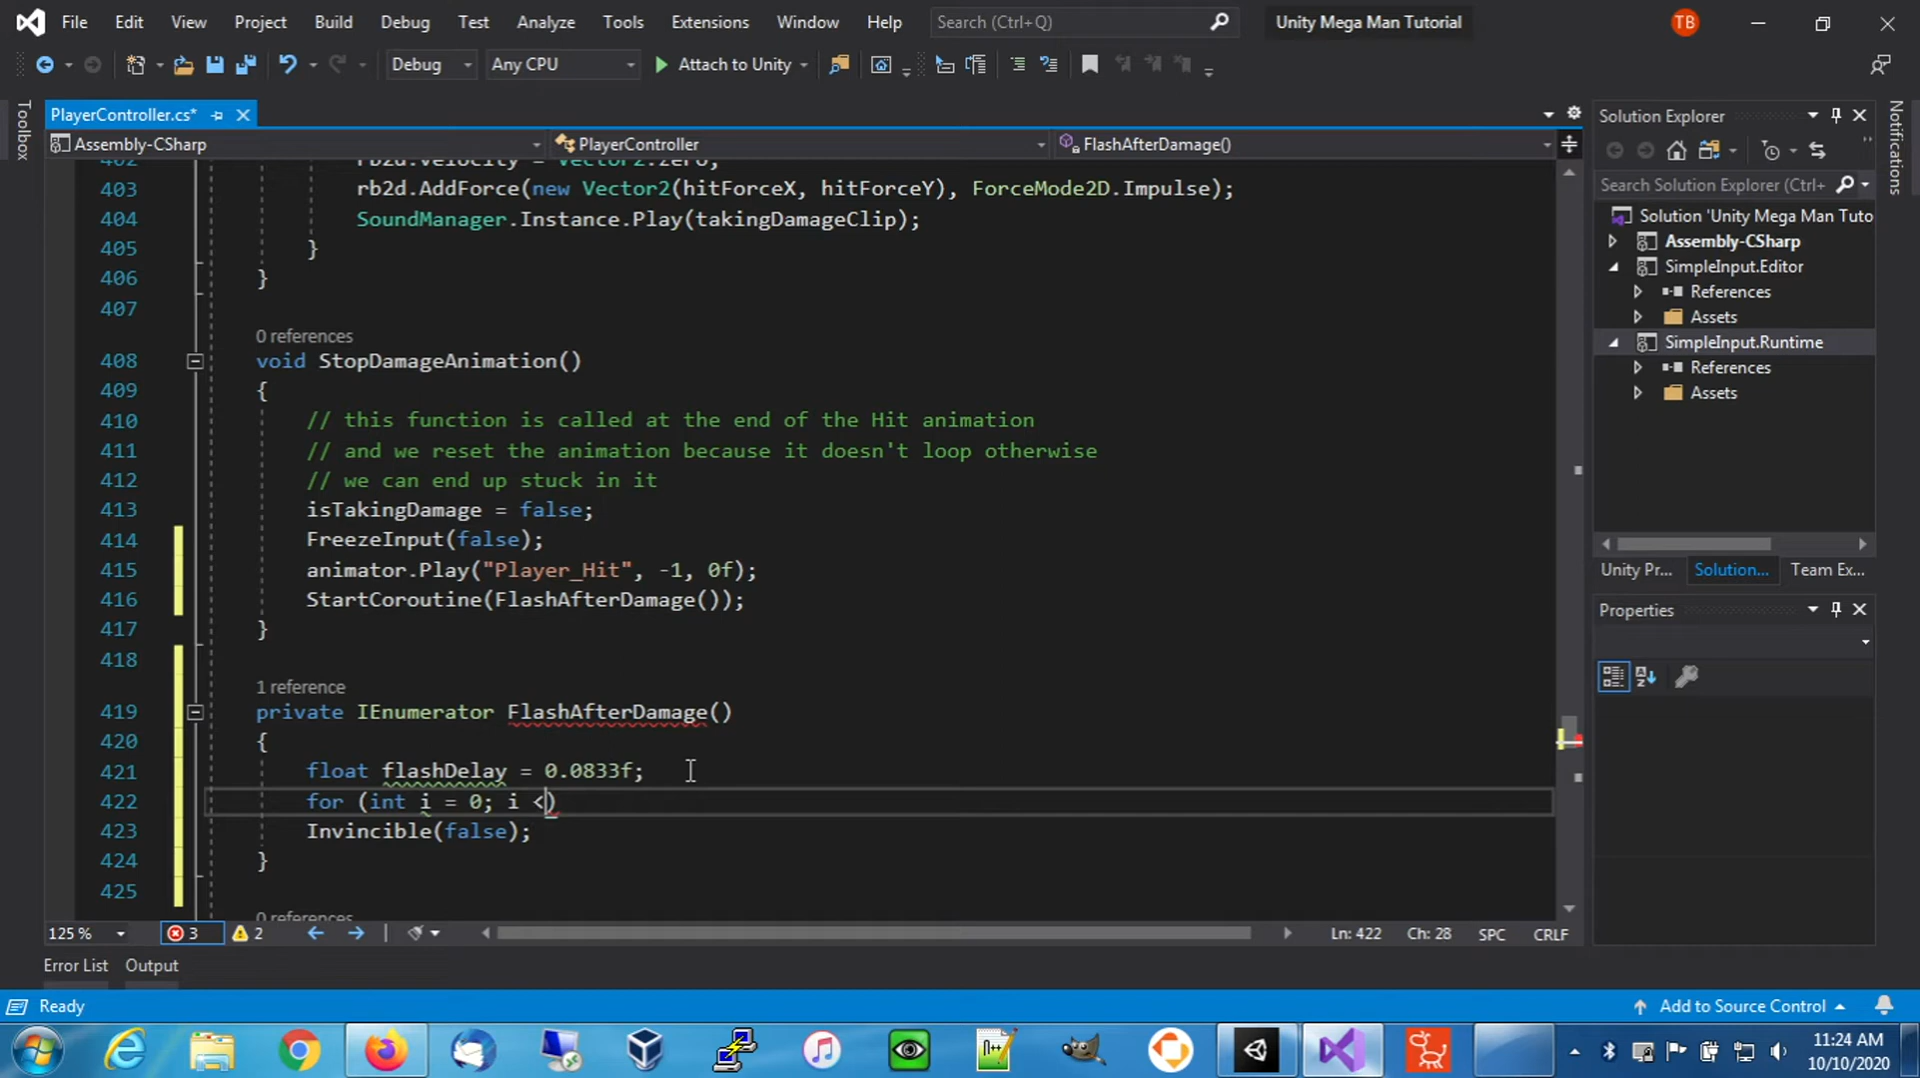 File Edit View Project Build Debug Test Analyze Tools Extensions Window Help Search (Ctrl+Q) Unity Mega Man Tutorial TB
Debug Any CPU Attach to Unity
Toolbox
PlayerController.cs*
Assembly-CSharp PlayerController FlashAfterDamage()
402 rb2d.velocity = Vector2.zero;
403 rb2d.AddForce(new Vector2(hitForceX, hitForceY), ForceMode2D.Impulse);
404 SoundManager.Instance.Play(takingDamageClip);
405 }
406 }
407
0 references
408 void StopDamageAnimation()
409 {
410 // this function is called at the end of the Hit animation
411 // and we reset the animation because it doesn't loop otherwise
412 // we can end up stuck in it
413 isTakingDamage = false;
414 FreezeInput(false);
415 animator.Play("Player_Hit", -1, 0f);
416 StartCoroutine(FlashAfterDamage());
417 }
418
1 reference
419 private IEnumerator FlashAfterDamage()
420 {
421 float flashDelay = 0.0833f;
422 for (int i = 0; i <)
423 Invincible(false);
424 }
425
0 references
125 % 3 2 Ln: 422 Ch: 28 SPC CRLF
Error List Output
Solution Explorer
Search Solution Explorer (Ctrl+
Solution 'Unity Mega Man Tuto
Assembly-CSharp
SimpleInput.Editor
References
Assets
SimpleInput.Runtime
References
Assets
Unity Pr... Solution... Team Ex...
Properties
Notifications
Ready Add to Source Control
N++
11:24 AM
10/10/2020